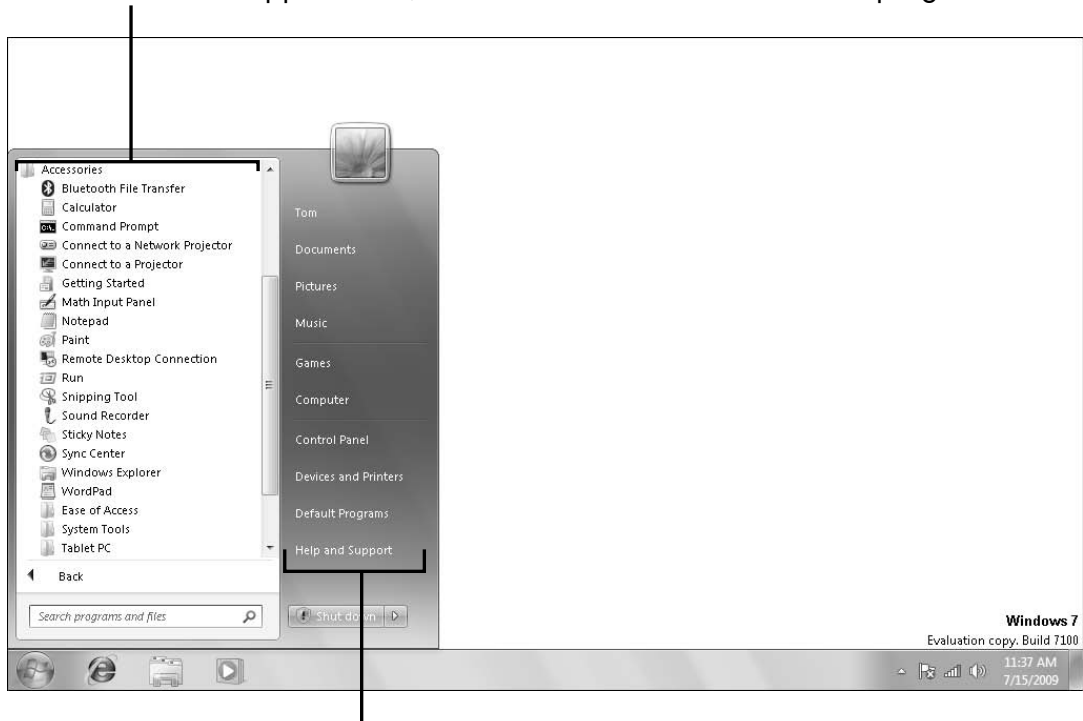 Accessories
Bluetooth File Transfer
Calculator
Command Prompt
Connect to a Network Projector
Connect to a Projector
Getting Started
Math Input Panel
Notepad
Paint
Remote Desktop Connection
Run
Snipping Tool
Sound Recorder
Sticky Notes
Sync Center
Windows Explorer
WordPad
Ease of Access
System Tools
Tablet PC
Back
Search programs and files
Tom
Documents
Pictures
Music
Games
Computer
Control Panel
Devices and Printers
Default Programs
Help and Support
Shut down
Windows 7
Evaluation copy. Build 7100
11:37 AM
7/15/2009